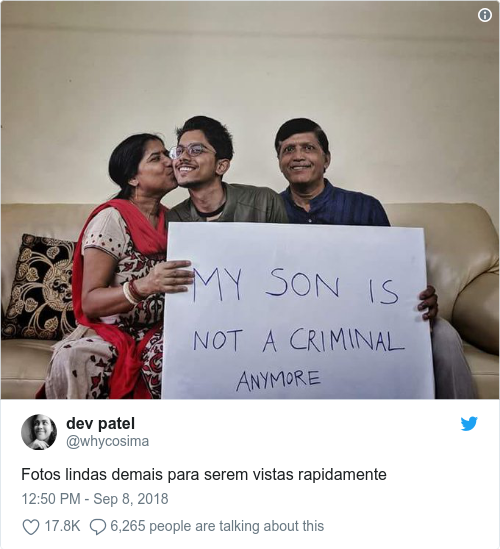 MY SON IS
NOT A CRIMINAL
ANYMORE
dev patel
@whycosima
Fotos lindas demais para serem vistas rapidamente
12:50 PM - Sep 8, 2018
17.8K 6,265 people are talking about this